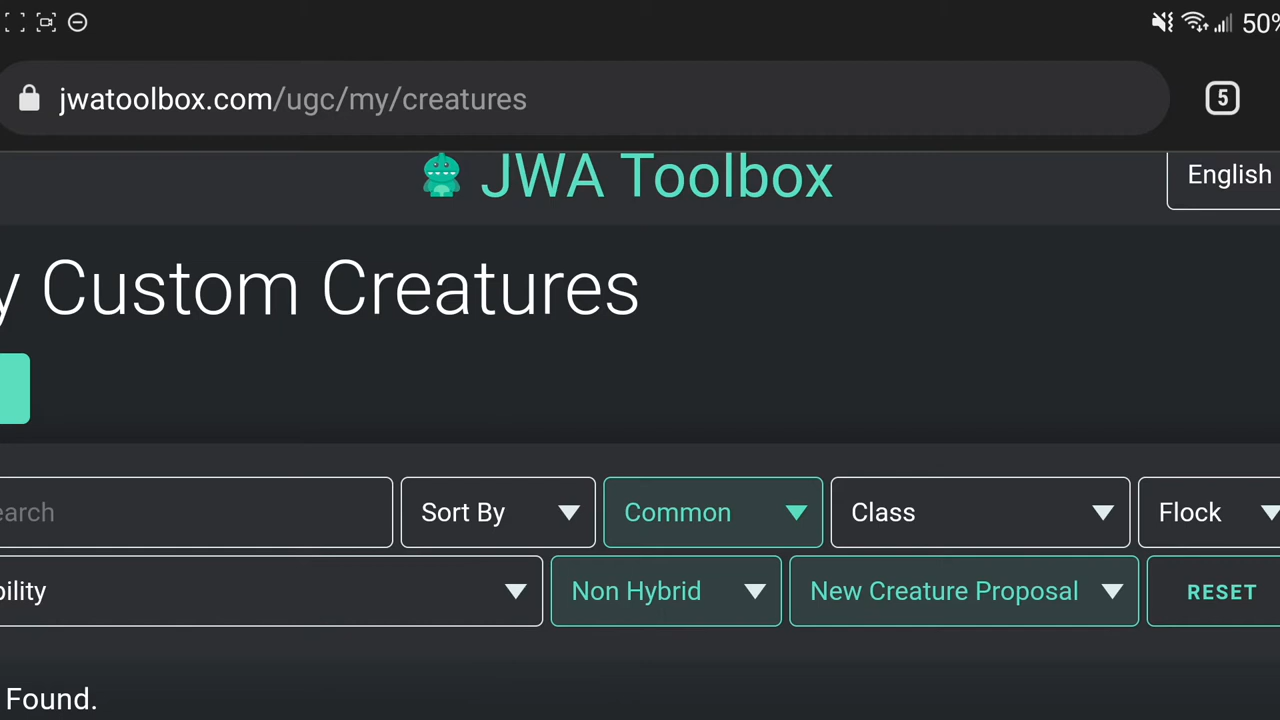 50%
jwatoolbox.com/ugc/my/creatures
5
JWA Toolbox
English
y Custom Creatures
earch
Sort By
Common
Class
Flock
bility
Non Hybrid
New Creature Proposal
RESET
Found.